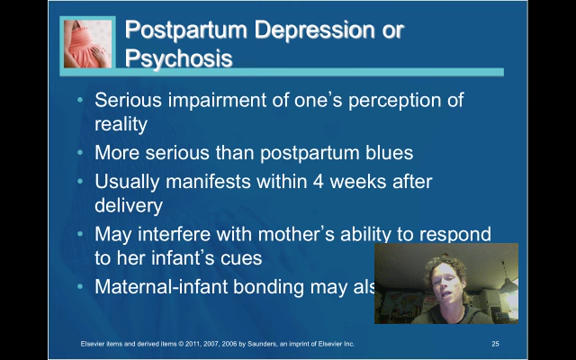 Postpartum Depression or
Psychosis
• Serious impairment of one's perception of
reality
• More serious than postpartum blues
• Usually manifests within 4 weeks after
delivery
• May interfere with mother's ability to respond
to her infant's cues
• Maternal-infant bonding may
Elsevier items and derived items © 2011, 2007, 2006 by Saunders, an imprint of Elsevier Inc.
25